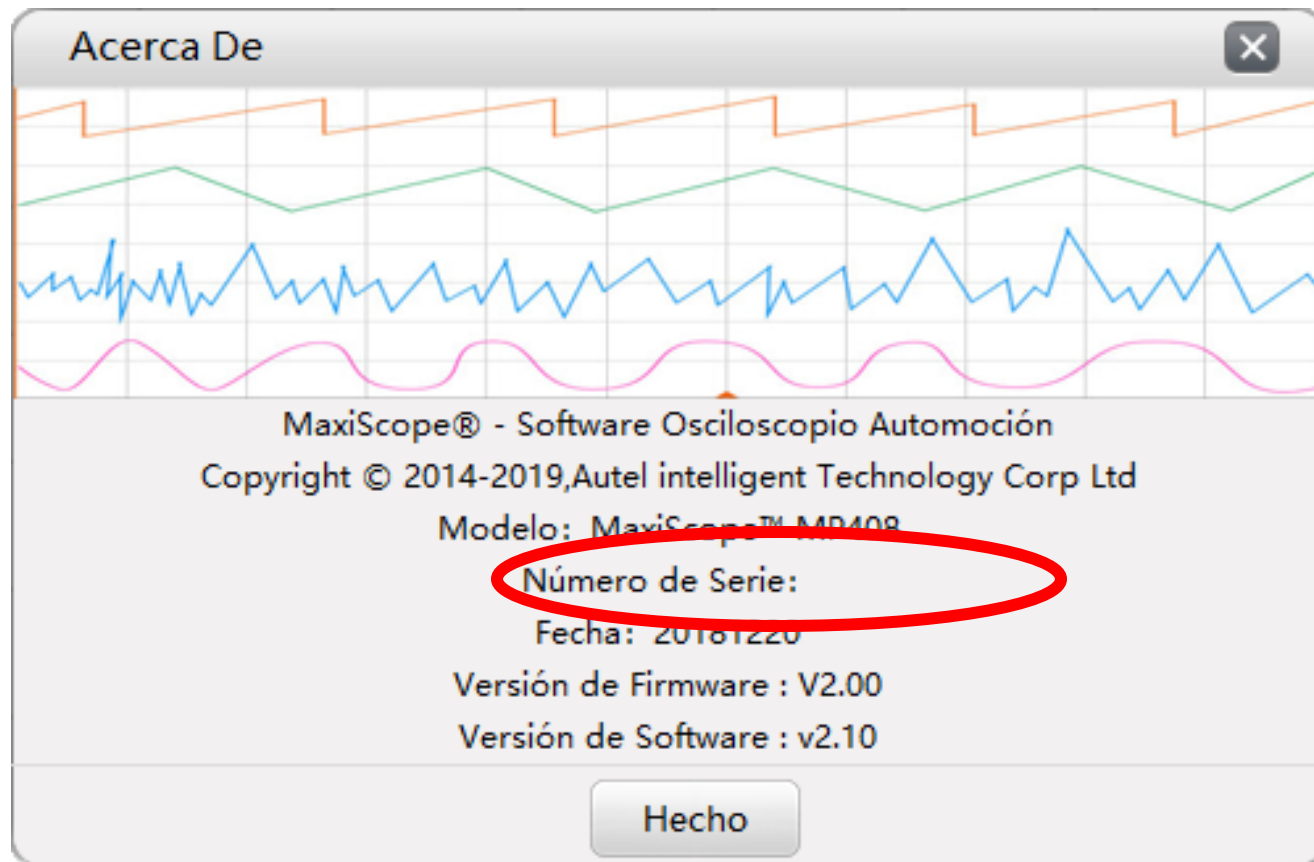 Acerca De
MaxiScope® - Software Osciloscopio Automoción
Copyright © 2014-2019,Autel intelligent Technology Corp Ltd
Modelo: MaxiScope™ MP408
Número de Serie:
Fecha: 20181220
Versión de Firmware : V2.00
Versión de Software : v2.10
Hecho